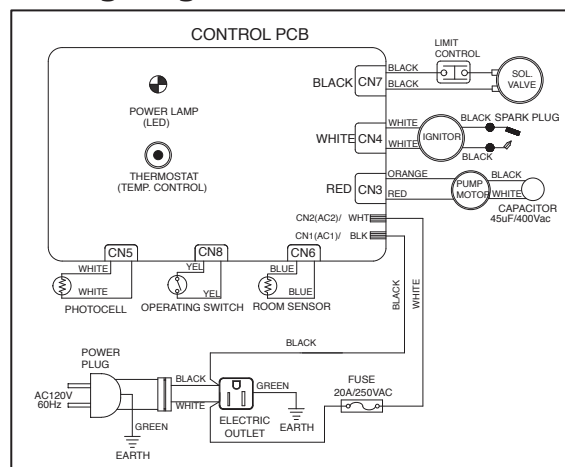 CONTROL PCB
LIMIT
CONTROL
BLACK
BLACK CN7
BLACK
SOL.
VALVE
POWER LAMP
(LED)
WHITE
BLACK SPARK PLUG
WHITE CN4
IGNITOR
WHITE
BLACK
THERMOSTAT
(TEMP. CONTROL)
ORANGE
BLACK
RED CN3
PUMP
MOTOR
RED
WHITE
CAPACITOR
45uF/400Vac
CN2(AC2)/ WHT
CN1(AC1)/ BLK
CN5
CN8
CN6
WHITE
YEL
BLUE
WHITE
YEL
BLUE
PHOTOCELL
OPERATING SWITCH
ROOM SENSOR
BLACK
WHITE
BLACK
POWER
PLUG
BLACK
GREEN
FUSE
20A/250VAC
AC120V
60Hz
WHITE
GREEN
ELECTRIC
OUTLET
EARTH
EARTH